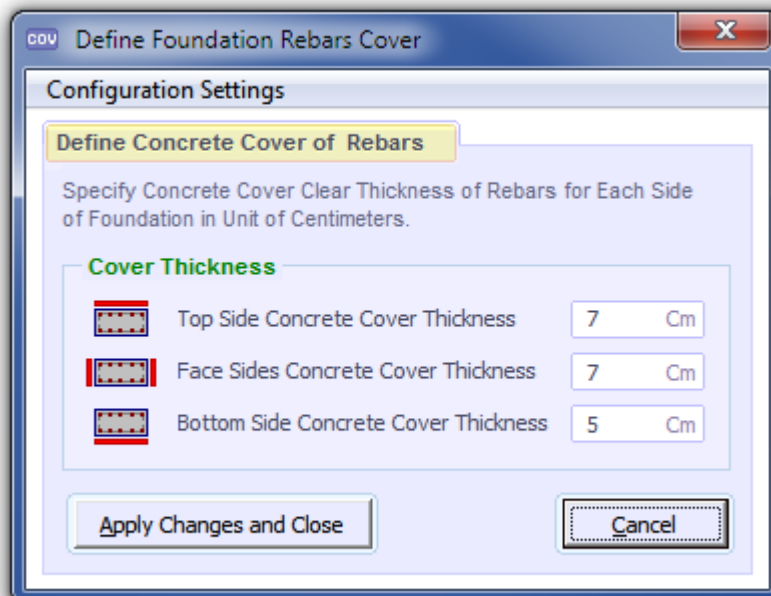 COV Define Foundation Rebars Cover
X
Configuration Settings
Define Concrete Cover of Rebars
Specify Concrete Cover Clear Thickness of Rebars for Each Side
of Foundation in Unit of Centimeters.
Cover Thickness
Top Side Concrete Cover Thickness 7 Cm
Face Sides Concrete Cover Thickness 7 Cm
Bottom Side Concrete Cover Thickness 5 Cm
Apply Changes and Close Cancel